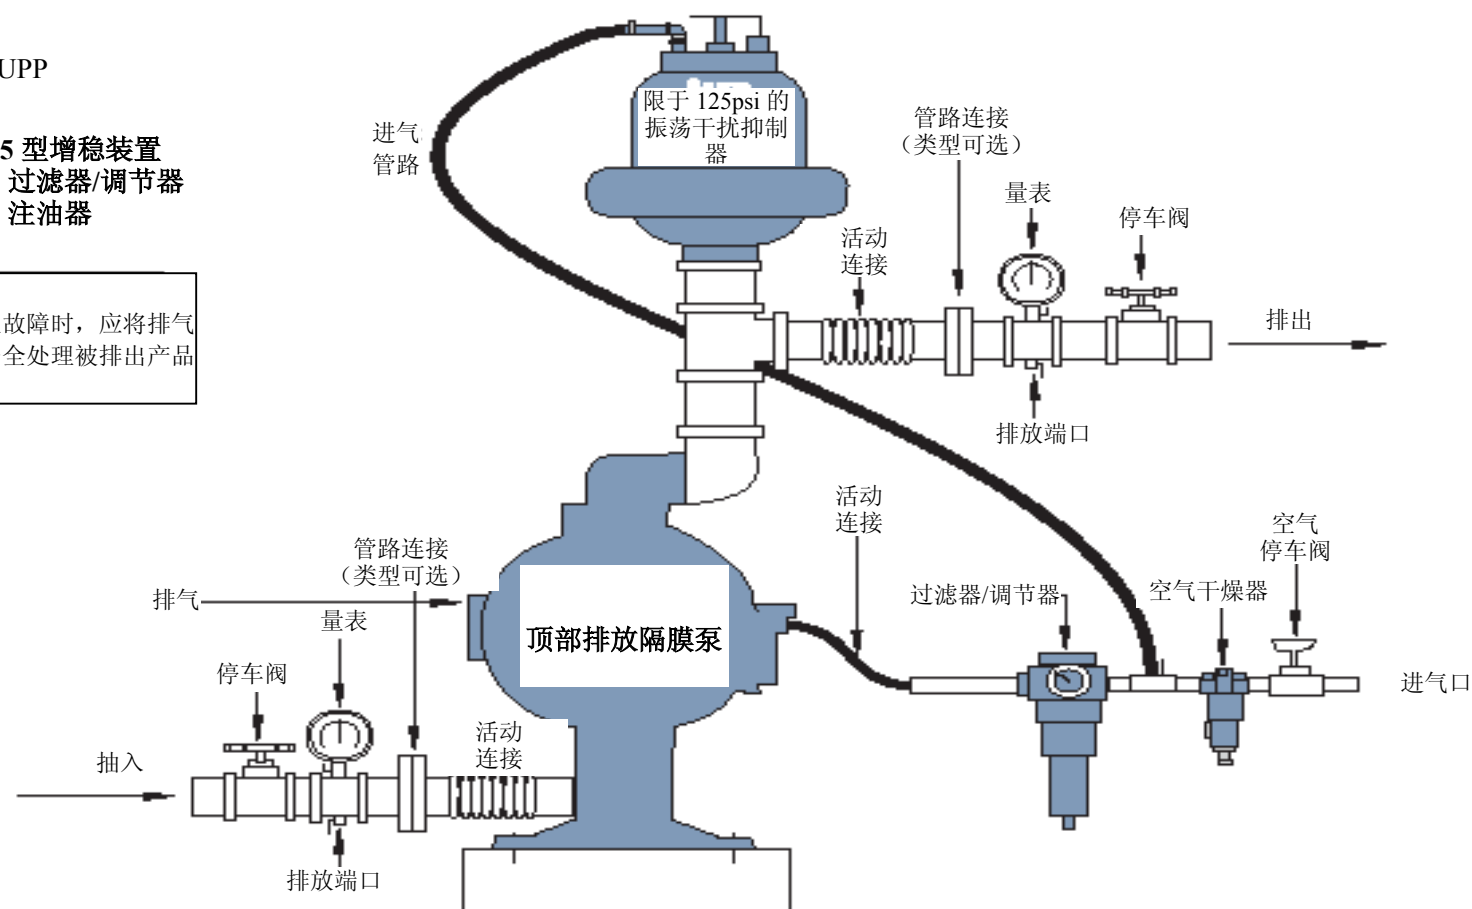 UPP
5 型增稳装置
过滤器/调节器
注油器
故障时，应将排气
全处理被排出产品
进气
管路
限于 125psi 的
振荡干扰抑制
器
管路连接
（类型可选）
量表
停车阀
活动
连接
排出
排放端口
活动
连接
空气
停车阀
过滤器/调节器
空气干燥器
进气口
管路连接
（类型可选）
排气
量表
顶部排放隔膜泵
停车阀
活动
连接
抽入
排放端口